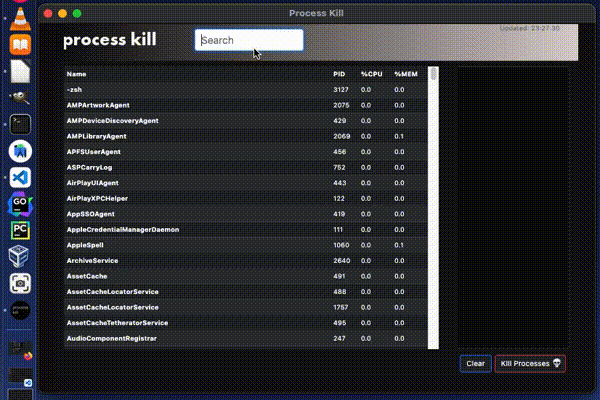 Process Kill
Updated: 23:27:30
process kill
Search
Name PID %CPU %MEM
-zsh 3127 0.0 0.0
AMPArtworkAgent 2075 0.0 0.0
AMPDeviceDiscoveryAgent 429 0.0 0.0
AMPLibraryAgent 2069 0.0 0.1
APFSUserAgent 456 0.0 0.0
ASPCarryLog 752 0.0 0.0
AirPlayUIAgent 443 0.0 0.0
AirPlayXPCHelper 122 0.0 0.0
AppSSOAgent 419 0.0 0.0
AppleCredentialManagerDaemon 111 0.0 0.0
AppleSpell 1060 0.0 0.1
ArchiveService 2640 0.0 0.0
AssetCache 491 0.0 0.0
AssetCacheLocatorService 488 0.0 0.0
AssetCacheLocatorService 1757 0.0 0.0
AssetCacheTetheratorService 495 0.0 0.0
AudioComponentRegistrar 247 0.0 0.0
Clear Kill Processes
GO
PC
process
kill